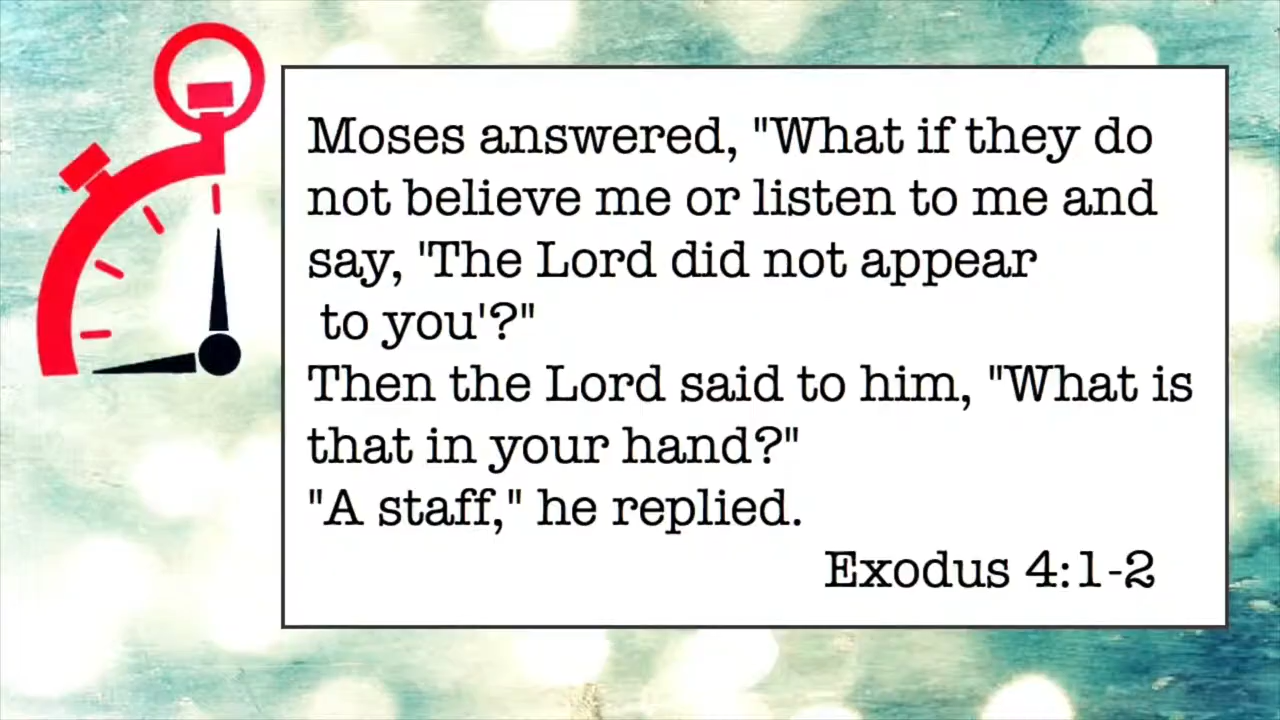 Moses answered, "What if they do
not believe me or listen to me and
say, 'The Lord did not appear
to you'?"
Then the Lord said to him, "What is
that in your hand?"
"A staff," he replied.
Exodus 4:1-2